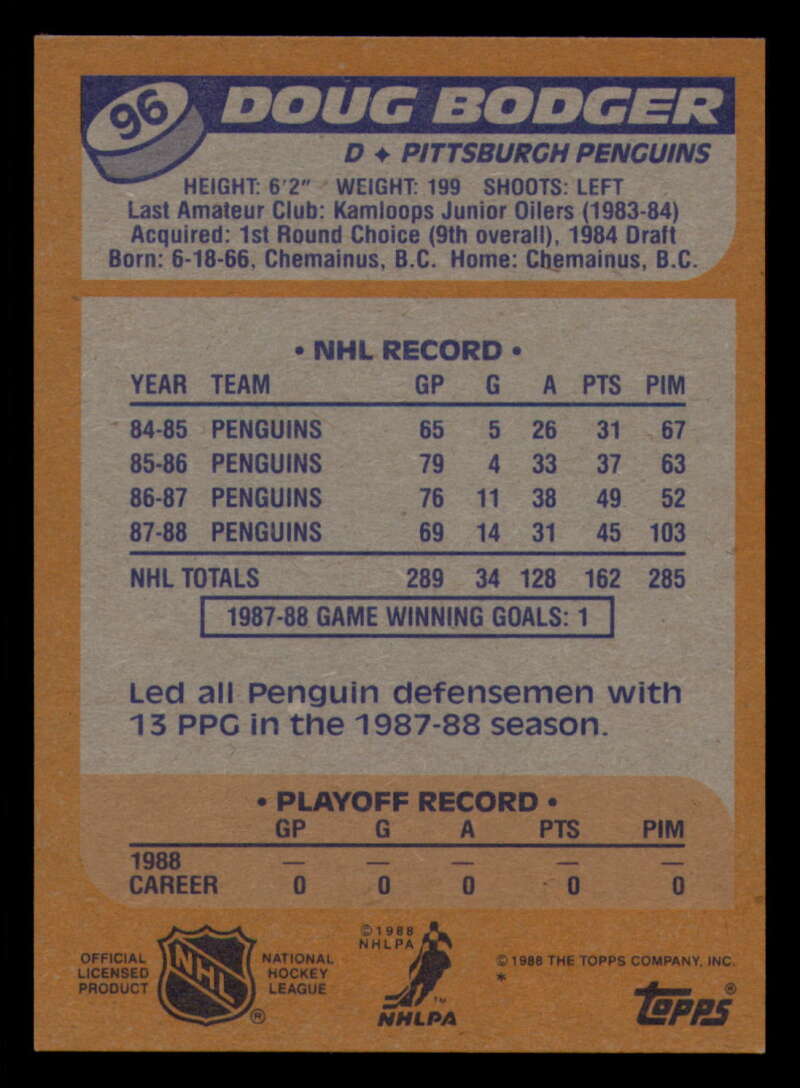 96
DOUG BODGER
D ✦ PITTSBURGH PENGUINS
HEIGHT: 6'2" WEIGHT: 199 SHOOTS: LEFT
Last Amateur Club: Kamloops Junior Oilers (1983-84)
Acquired: 1st Round Choice (9th overall), 1984 Draft
Born: 6-18-66, Chemainus, B.C. Home: Chemainus, B.C.
• NHL RECORD •
YEAR TEAM GP G A PTS PIM
84-85 PENGUINS 65 5 26 31 67
85-86 PENGUINS 79 4 33 37 63
86-87 PENGUINS 76 11 38 49 52
87-88 PENGUINS 69 14 31 45 103
NHL TOTALS 289 34 128 162 285
1987-88 GAME WINNING GOALS: 1
Led all Penguin defensemen with
13 PPG in the 1987-88 season.
• PLAYOFF RECORD •
GP G A PTS PIM
1988 — — — — —
CAREER 0 0 0 0 0
OFFICIAL
LICENSED
PRODUCT
NHL
®
NATIONAL
HOCKEY
LEAGUE
©1988
NHLPA
™
NHLPA
©1988 THE TOPPS COMPANY, INC.
*
Topps®